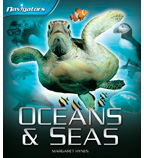 Navigators
OCEANS
& SEAS
MARGARET HYNES